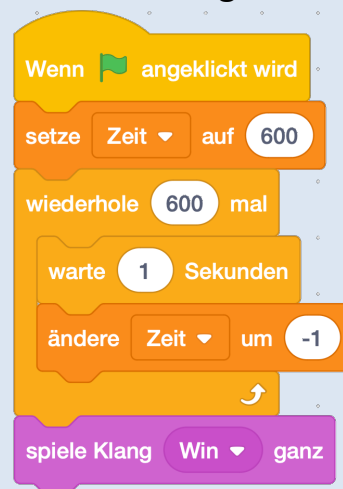 Wenn angeklickt wird
setze Zeit auf 600
wiederhole 600 mal
warte 1 Sekunden
ändere Zeit um -1
spiele Klang Win ganz